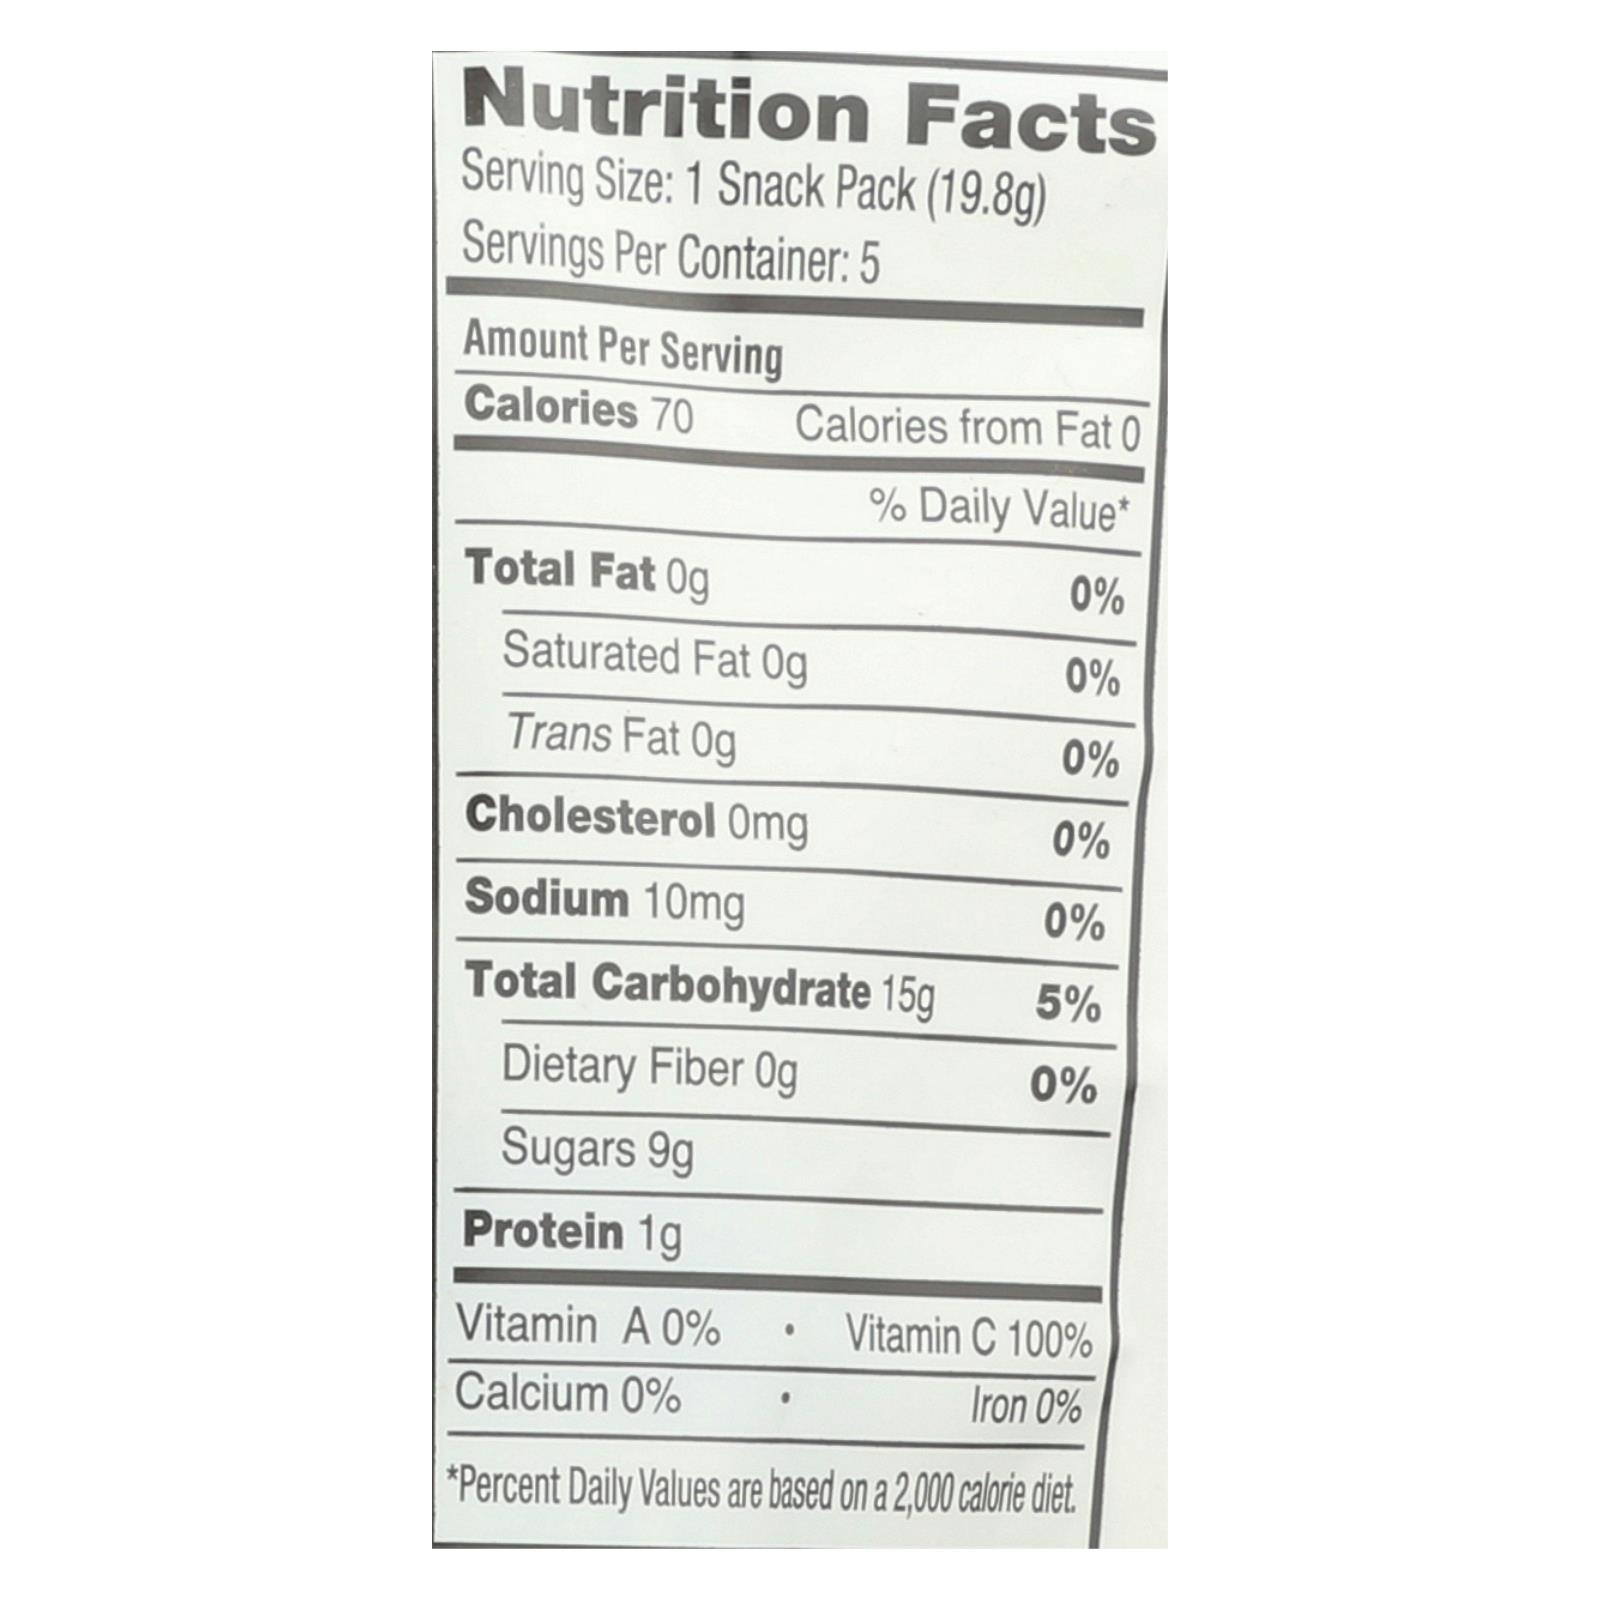 Nutrition Facts
Serving Size: 1 Snack Pack (19.8g)
Servings Per Container: 5
Amount Per Serving
Calories 70 Calories from Fat 0
% Daily Value*
Total Fat 0g 0%
Saturated Fat 0g 0%
Trans Fat 0g 0%
Cholesterol 0mg 0%
Sodium 10mg 0%
Total Carbohydrate 15g 5%
Dietary Fiber 0g 0%
Sugars 9g
Protein 1g
Vitamin A 0% • Vitamin C 100%
Calcium 0% • Iron 0%
*Percent Daily Values are based on a 2,000 calorie diet.